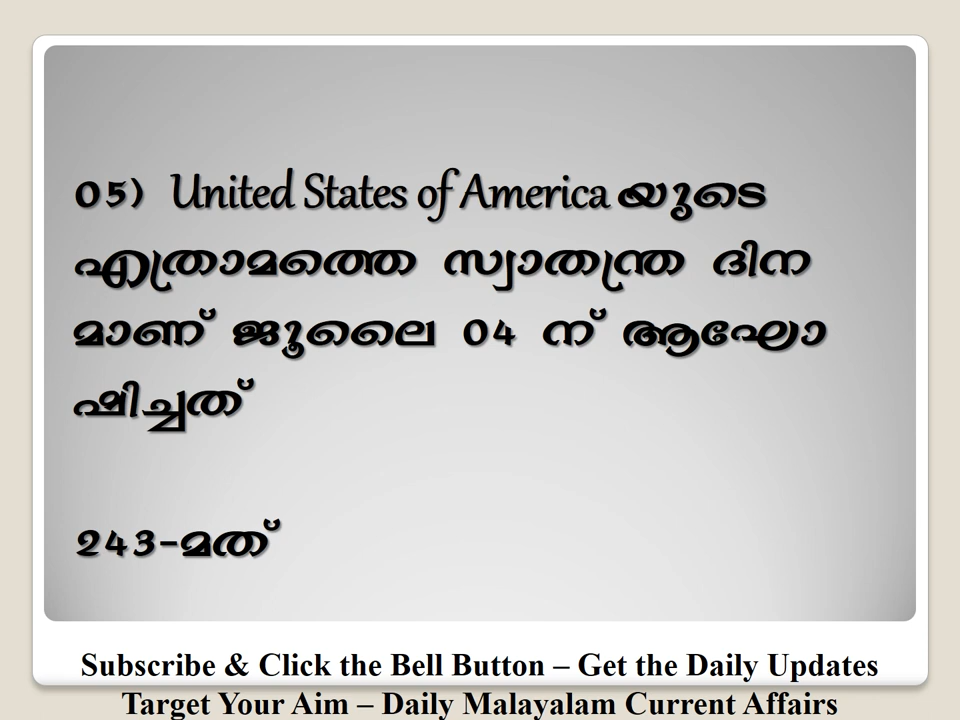 05) United States of America യുടെ
എത്രാമത്തെ സ്വാതന്ത്ര ദിന
മാണ് ജൂലൈ 04 ന് ആഘോ
ഷിച്ചത്
243-മത്
Subscribe & Click the Bell Button – Get the Daily Updates
Target Your Aim – Daily Malayalam Current Affairs